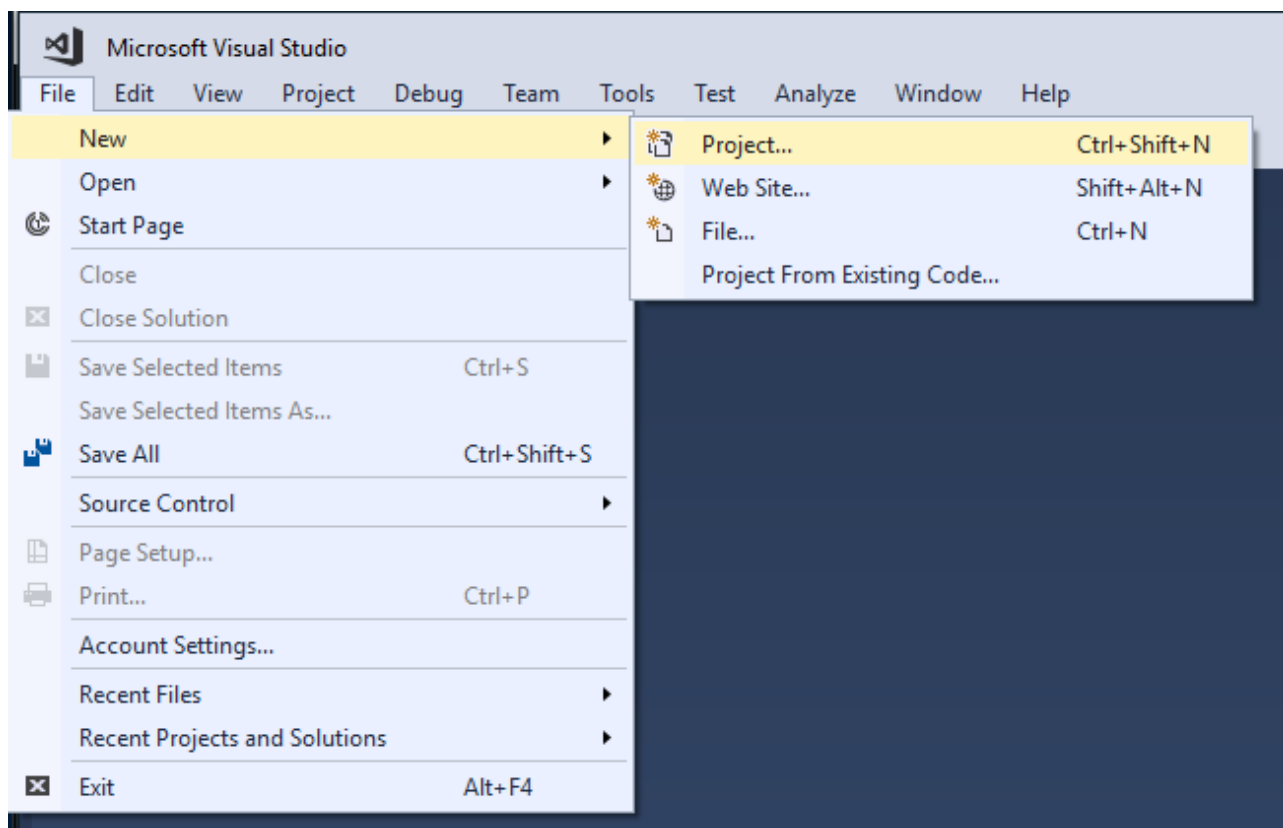 Microsoft Visual Studio
File Edit View Project Debug Team Tools Test Analyze Window Help
New
Open
Start Page
Close
Close Solution
Save Selected Items Ctrl+S
Save Selected Items As...
Save All Ctrl+Shift+S
Source Control
Page Setup...
Print... Ctrl+P
Account Settings...
Recent Files
Recent Projects and Solutions
Exit Alt+F4
Project... Ctrl+Shift+N
Web Site... Shift+Alt+N
File... Ctrl+N
Project From Existing Code...